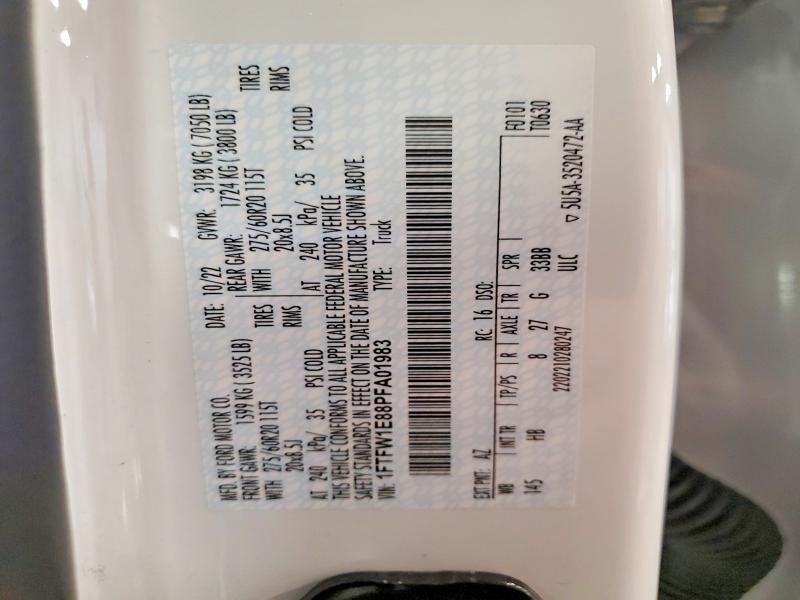 MFD. BY FORD MOTOR CO.
DATE: 10/22 GVWR: 3198 KG ( 7050 LB)
FRONT GAWR: 1599 KG ( 3525 LB) REAR GAWR: 1724 KG ( 3800 LB)
WITH 275/60R20 115T TIRES WITH 275/60R20 115T TIRES
20x8.5J RIMS 20x8.5J RIMS
AT 240 kPa/ 35 PSI COLD AT 240 kPa/ 35 PSI COLD
THIS VEHICLE CONFORMS TO ALL APPLICABLE FEDERAL MOTOR VEHICLE
SAFETY STANDARDS IN EFFECT ON THE DATE OF MANUFACTURE SHOWN ABOVE.
VIN: 1FTFW1E88PFA01983 TYPE: Truck
EXT PNT: AZ RC: 16 DSO: F0101
WB INT TR TP/PS R AXLE TR SPR T0630
145 HB 8 27 G 33BB
2202210280247 ULC ▽ 5U5A-3520472-AA